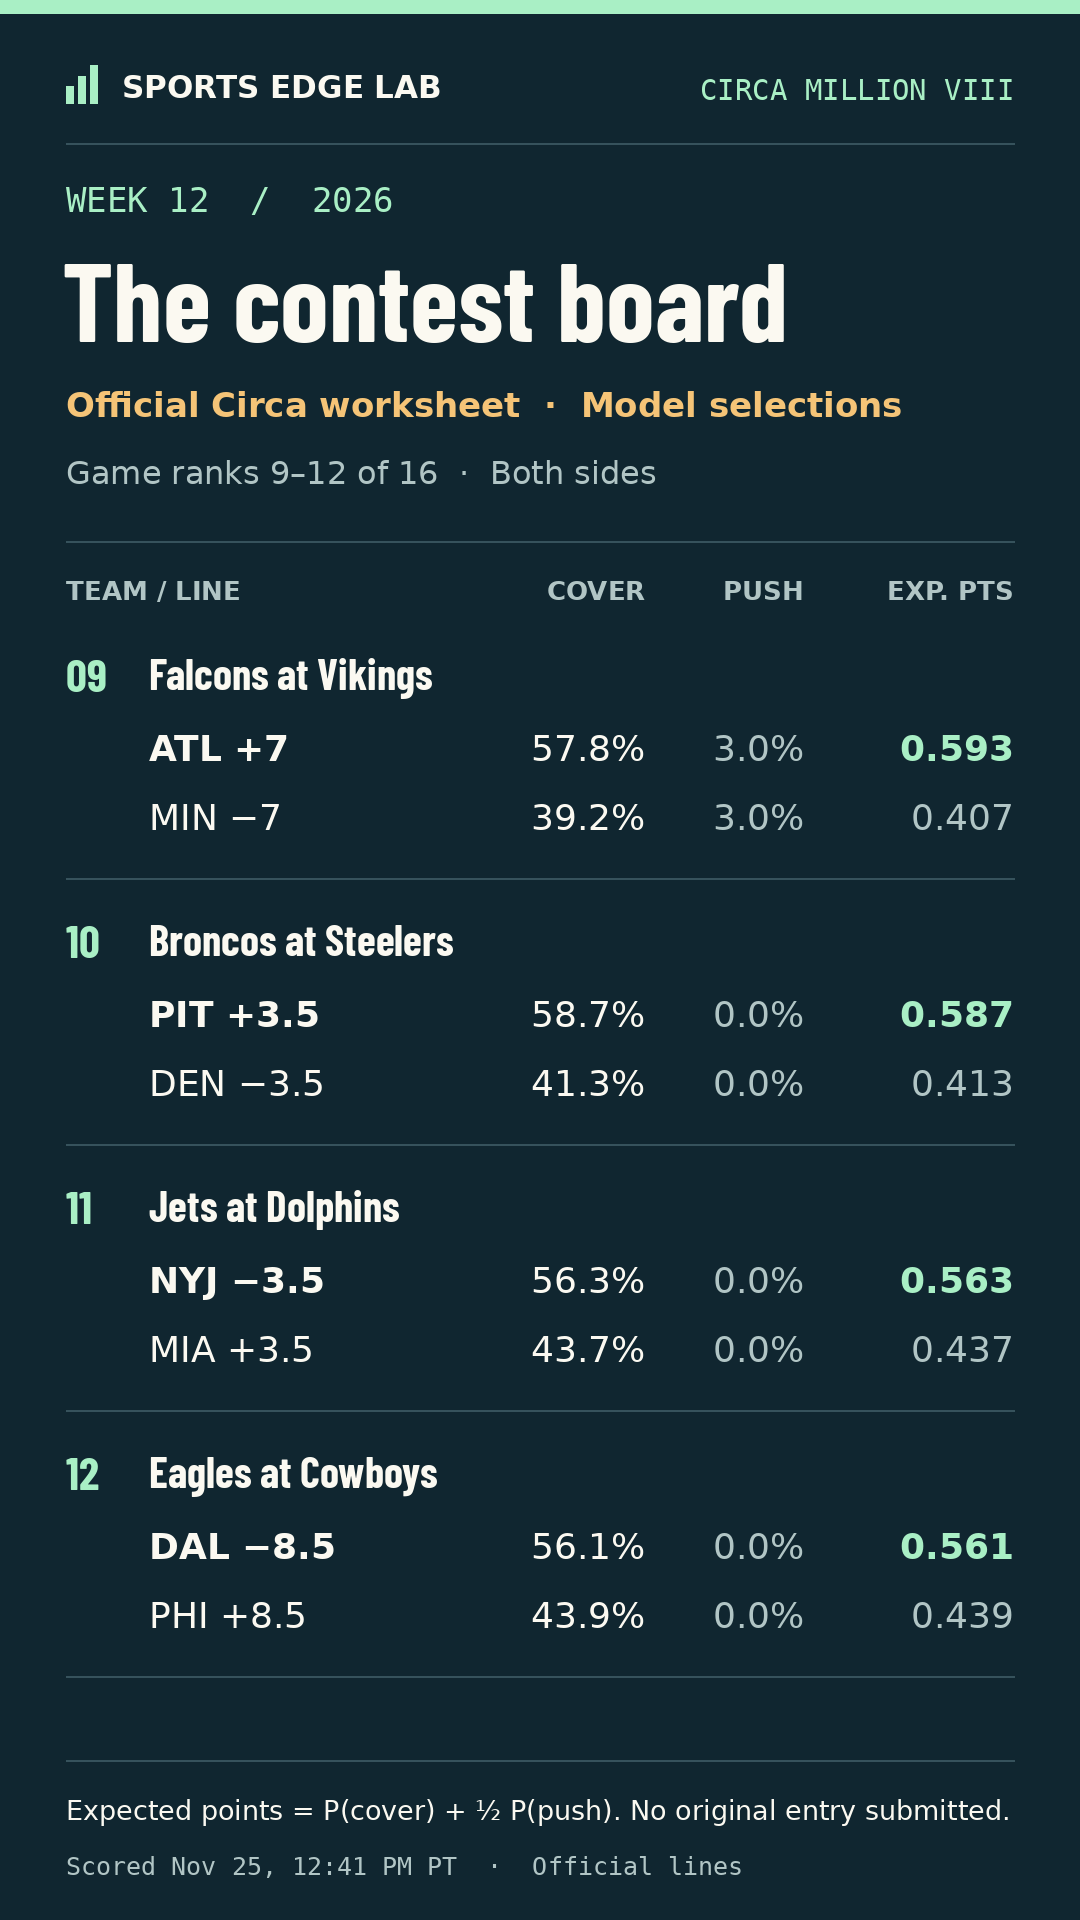 SPORTS EDGE LAB CIRCA MILLION VIII
WEEK 12 / 2026
The contest board
Official Circa worksheet · Model selections
Game ranks 9–12 of 16 · Both sides
TEAM / LINE COVER PUSH EXP. PTS
09 Falcons at Vikings
ATL +7 57.8% 3.0% 0.593
MIN −7 39.2% 3.0% 0.407
10 Broncos at Steelers
PIT +3.5 58.7% 0.0% 0.587
DEN −3.5 41.3% 0.0% 0.413
11 Jets at Dolphins
NYJ −3.5 56.3% 0.0% 0.563
MIA +3.5 43.7% 0.0% 0.437
12 Eagles at Cowboys
DAL −8.5 56.1% 0.0% 0.561
PHI +8.5 43.9% 0.0% 0.439
Expected points = P(cover) + ½ P(push). No original entry submitted.
Scored Nov 25, 12:41 PM PT · Official lines